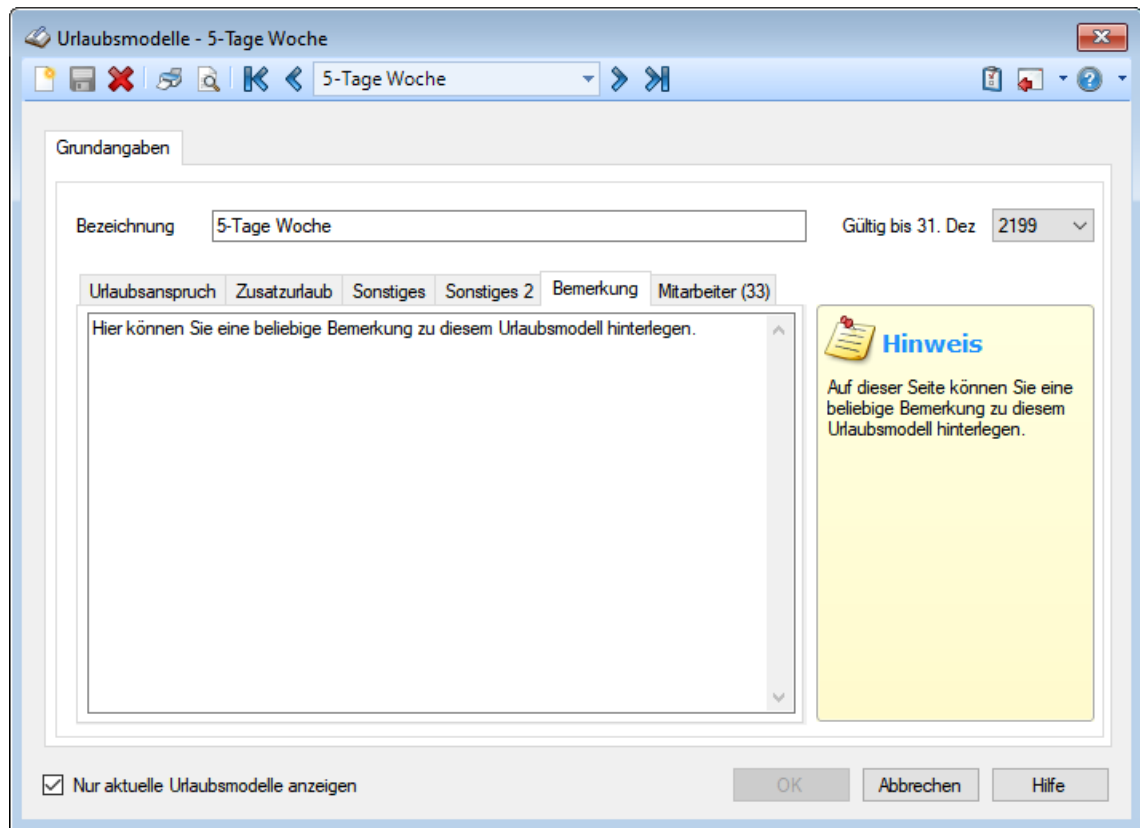 Urlaubsmodelle - 5-Tage Woche
5-Tage Woche
Grundangaben
Bezeichnung 5-Tage Woche Gültig bis 31. Dez 2199
Urlaubsanspruch Zusatzurlaub Sonstiges Sonstiges 2 Bemerkung Mitarbeiter (33)
Hier können Sie eine beliebige Bemerkung zu diesem Urlaubsmodell hinterlegen.
Hinweis
Auf dieser Seite können Sie eine
beliebige Bemerkung zu diesem
Urlaubsmodell hinterlegen.
Nur aktuelle Urlaubsmodelle anzeigen OK Abbrechen Hilfe